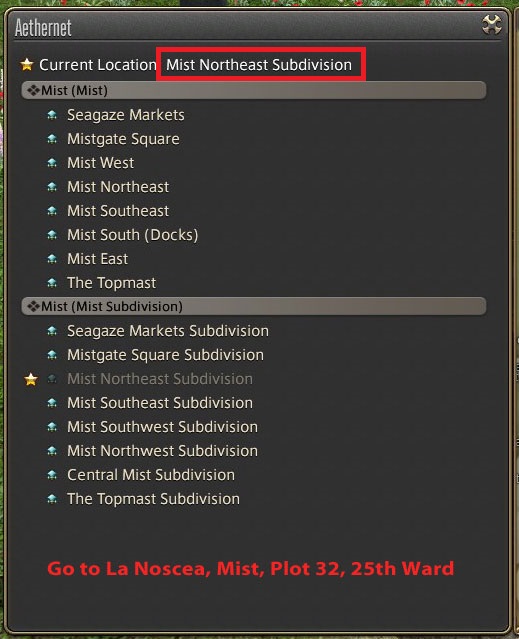 Aethernet
Current Location Mist Northeast Subdivision
Mist (Mist)
Seagaze Markets
Mistgate Square
Mist West
Mist Northeast
Mist Southeast
Mist South (Docks)
Mist East
The Topmast
Mist (Mist Subdivision)
Seagaze Markets Subdivision
Mistgate Square Subdivision
Mist Northeast Subdivision
Mist Southeast Subdivision
Mist Southwest Subdivision
Mist Northwest Subdivision
Central Mist Subdivision
The Topmast Subdivision
Go to La Noscea, Mist, Plot 32, 25th Ward